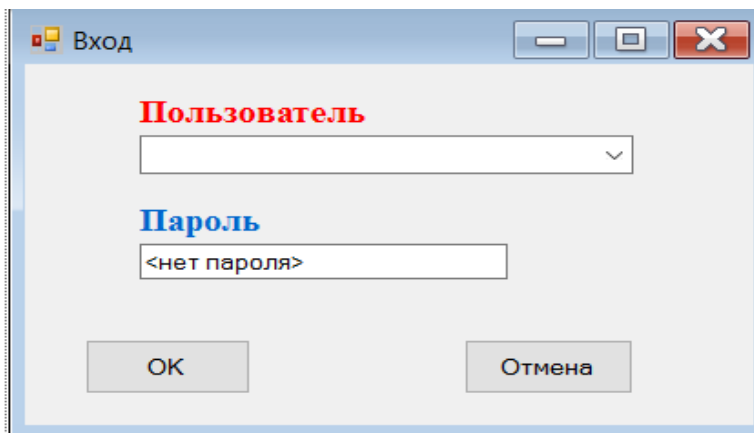 Вход
Пользователь
Пароль
<нет пароля>
OK Отмена